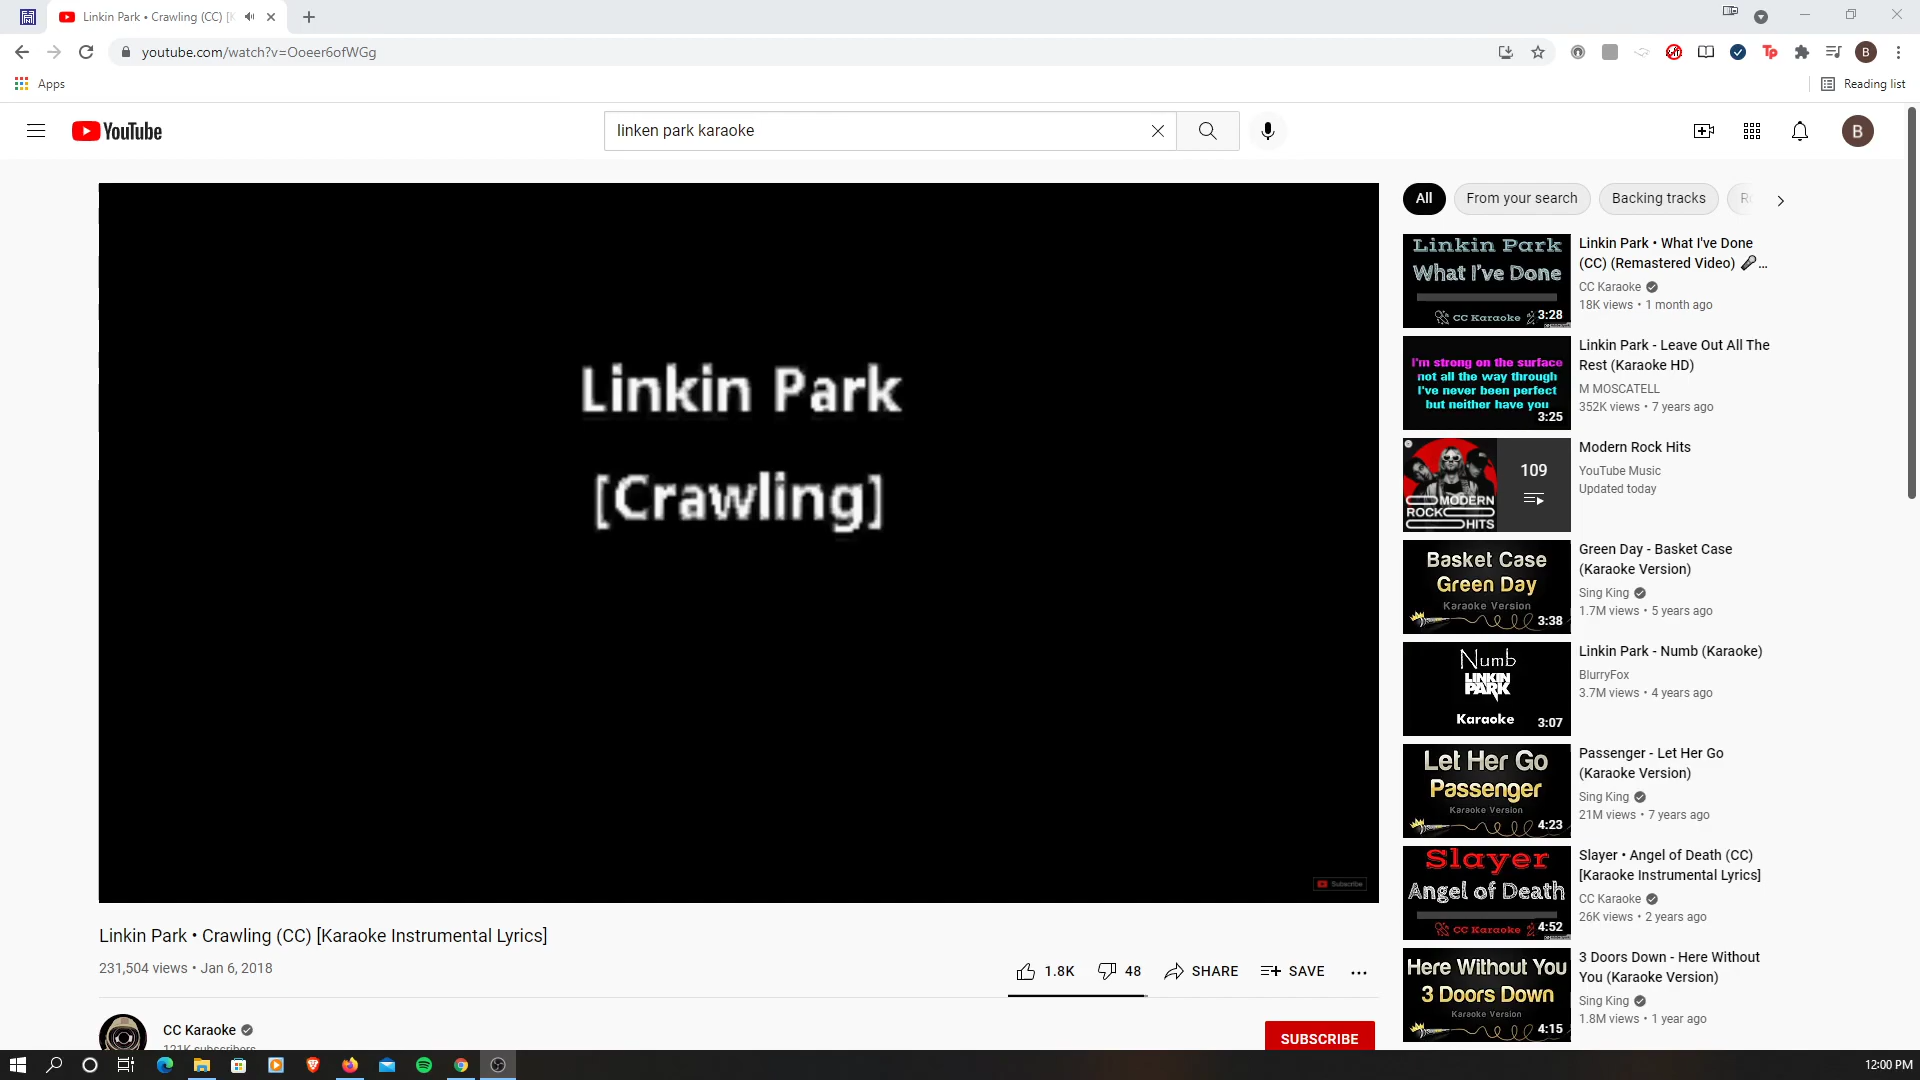 Linkin Park • Crawling (CC) [K
youtube.com/watch?v=Ooeer6ofWGg
Tp
B
Apps
Reading list
YouTube
linken park karaoke
B
Linkin Park
[Crawling]
Subscribe
Linkin Park • Crawling (CC) [Karaoke Instrumental Lyrics]
231,504 views • Jan 6, 2018
1.8K
48
SHARE
SAVE
CC Karaoke
121K subscribers
SUBSCRIBE
All
From your search
Backing tracks
Linkin Park
What I've Done
CC Karaoke
3:28
Linkin Park • What I've Done
(CC) (Remastered Video) 🎤...
CC Karaoke
18K views • 1 month ago
I'm strong on the surface
not all the way through
I've never been perfect
but neither have you
3:25
Linkin Park - Leave Out All The
Rest (Karaoke HD)
M MOSCATELL
352K views • 7 years ago
MODERN
ROCK
HITS
109
Modern Rock Hits
YouTube Music
Updated today
Basket Case
Green Day
Karaoke Version
3:38
Green Day - Basket Case
(Karaoke Version)
Sing King
1.7M views • 5 years ago
Numb
LINKIN
PARK
Karaoke
3:07
Linkin Park - Numb (Karaoke)
BlurryFox
3.7M views • 4 years ago
Let Her Go
Passenger
Karaoke Version
4:23
Passenger - Let Her Go
(Karaoke Version)
Sing King
21M views • 7 years ago
Slayer
Angel of Death
CC Karaoke
4:52
Slayer • Angel of Death (CC)
[Karaoke Instrumental Lyrics]
CC Karaoke
26K views • 2 years ago
Here Without You
3 Doors Down
Karaoke Version
4:15
3 Doors Down - Here Without
You (Karaoke Version)
Sing King
1.8M views • 1 year ago
12:00 PM